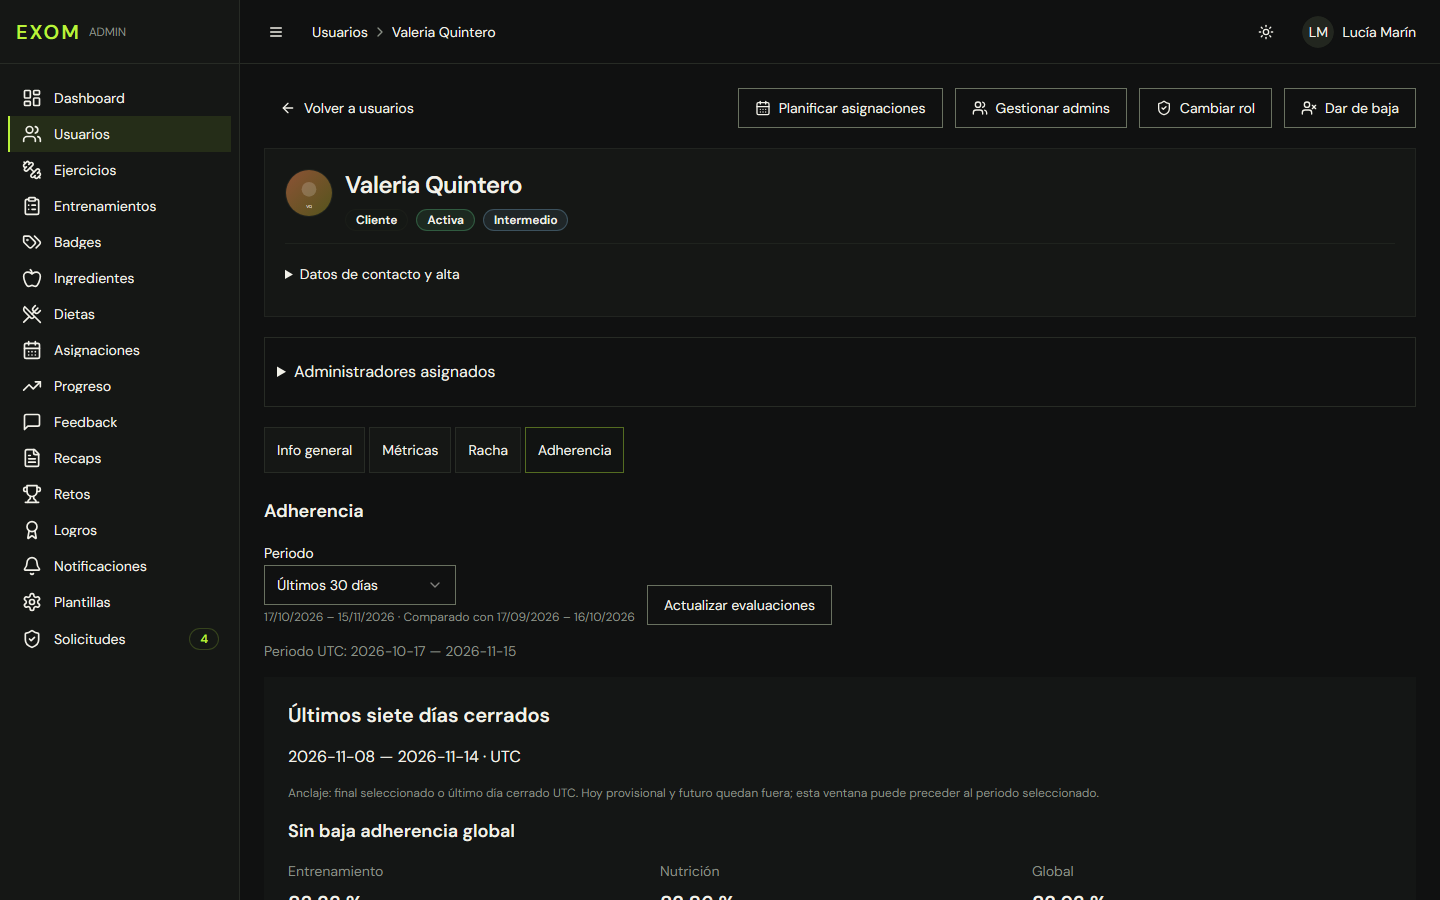 EXOM ADMIN
Usuarios > Valeria Quintero
LM Lucía Marín
Dashboard
Usuarios
Ejercicios
Entrenamientos
Badges
Ingredientes
Dietas
Asignaciones
Progreso
Feedback
Recaps
Retos
Logros
Notificaciones
Plantillas
Solicitudes 4
Volver a usuarios
Planificar asignaciones
Gestionar admins
Cambiar rol
Dar de baja
Valeria Quintero
Cliente Activa Intermedio
Datos de contacto y alta
Administradores asignados
Info general Métricas Racha Adherencia
Adherencia
Periodo
Últimos 30 días
17/10/2026 – 15/11/2026 · Comparado con 17/09/2026 – 16/10/2026
Actualizar evaluaciones
Periodo UTC: 2026-10-17 — 2026-11-15
Últimos siete días cerrados
2026-11-08 — 2026-11-14 · UTC
Anclaje: final seleccionado o último día cerrado UTC. Hoy provisional y futuro quedan fuera; esta ventana puede preceder al periodo seleccionado.
Sin baja adherencia global
Entrenamiento Nutrición Global